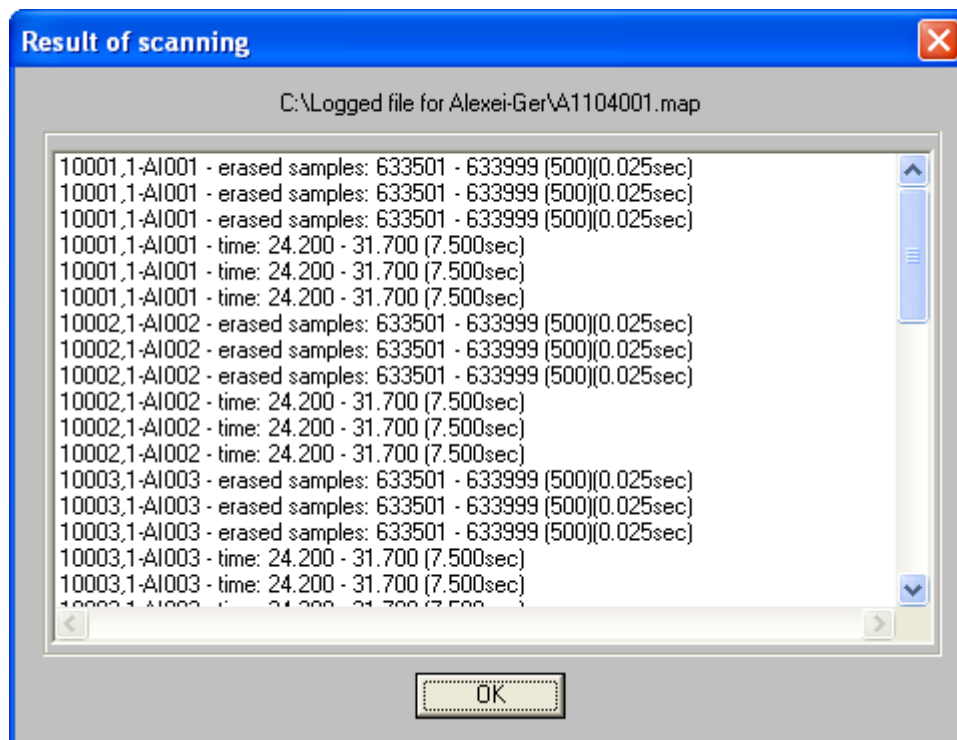 Result of scanning
C:\Logged file for Alexei-Ger\A1104001.map
10001,1-AI001 - erased samples: 633501 - 633999 (500)(0.025sec)
10001,1-AI001 - erased samples: 633501 - 633999 (500)(0.025sec)
10001,1-AI001 - erased samples: 633501 - 633999 (500)(0.025sec)
10001,1-AI001 - time: 24.200 - 31.700 (7.500sec)
10001,1-AI001 - time: 24.200 - 31.700 (7.500sec)
10001,1-AI001 - time: 24.200 - 31.700 (7.500sec)
10002,1-AI002 - erased samples: 633501 - 633999 (500)(0.025sec)
10002,1-AI002 - erased samples: 633501 - 633999 (500)(0.025sec)
10002,1-AI002 - erased samples: 633501 - 633999 (500)(0.025sec)
10002,1-AI002 - time: 24.200 - 31.700 (7.500sec)
10002,1-AI002 - time: 24.200 - 31.700 (7.500sec)
10002,1-AI002 - time: 24.200 - 31.700 (7.500sec)
10003,1-AI003 - erased samples: 633501 - 633999 (500)(0.025sec)
10003,1-AI003 - erased samples: 633501 - 633999 (500)(0.025sec)
10003,1-AI003 - erased samples: 633501 - 633999 (500)(0.025sec)
10003,1-AI003 - time: 24.200 - 31.700 (7.500sec)
10003,1-AI003 - time: 24.200 - 31.700 (7.500sec)
OK